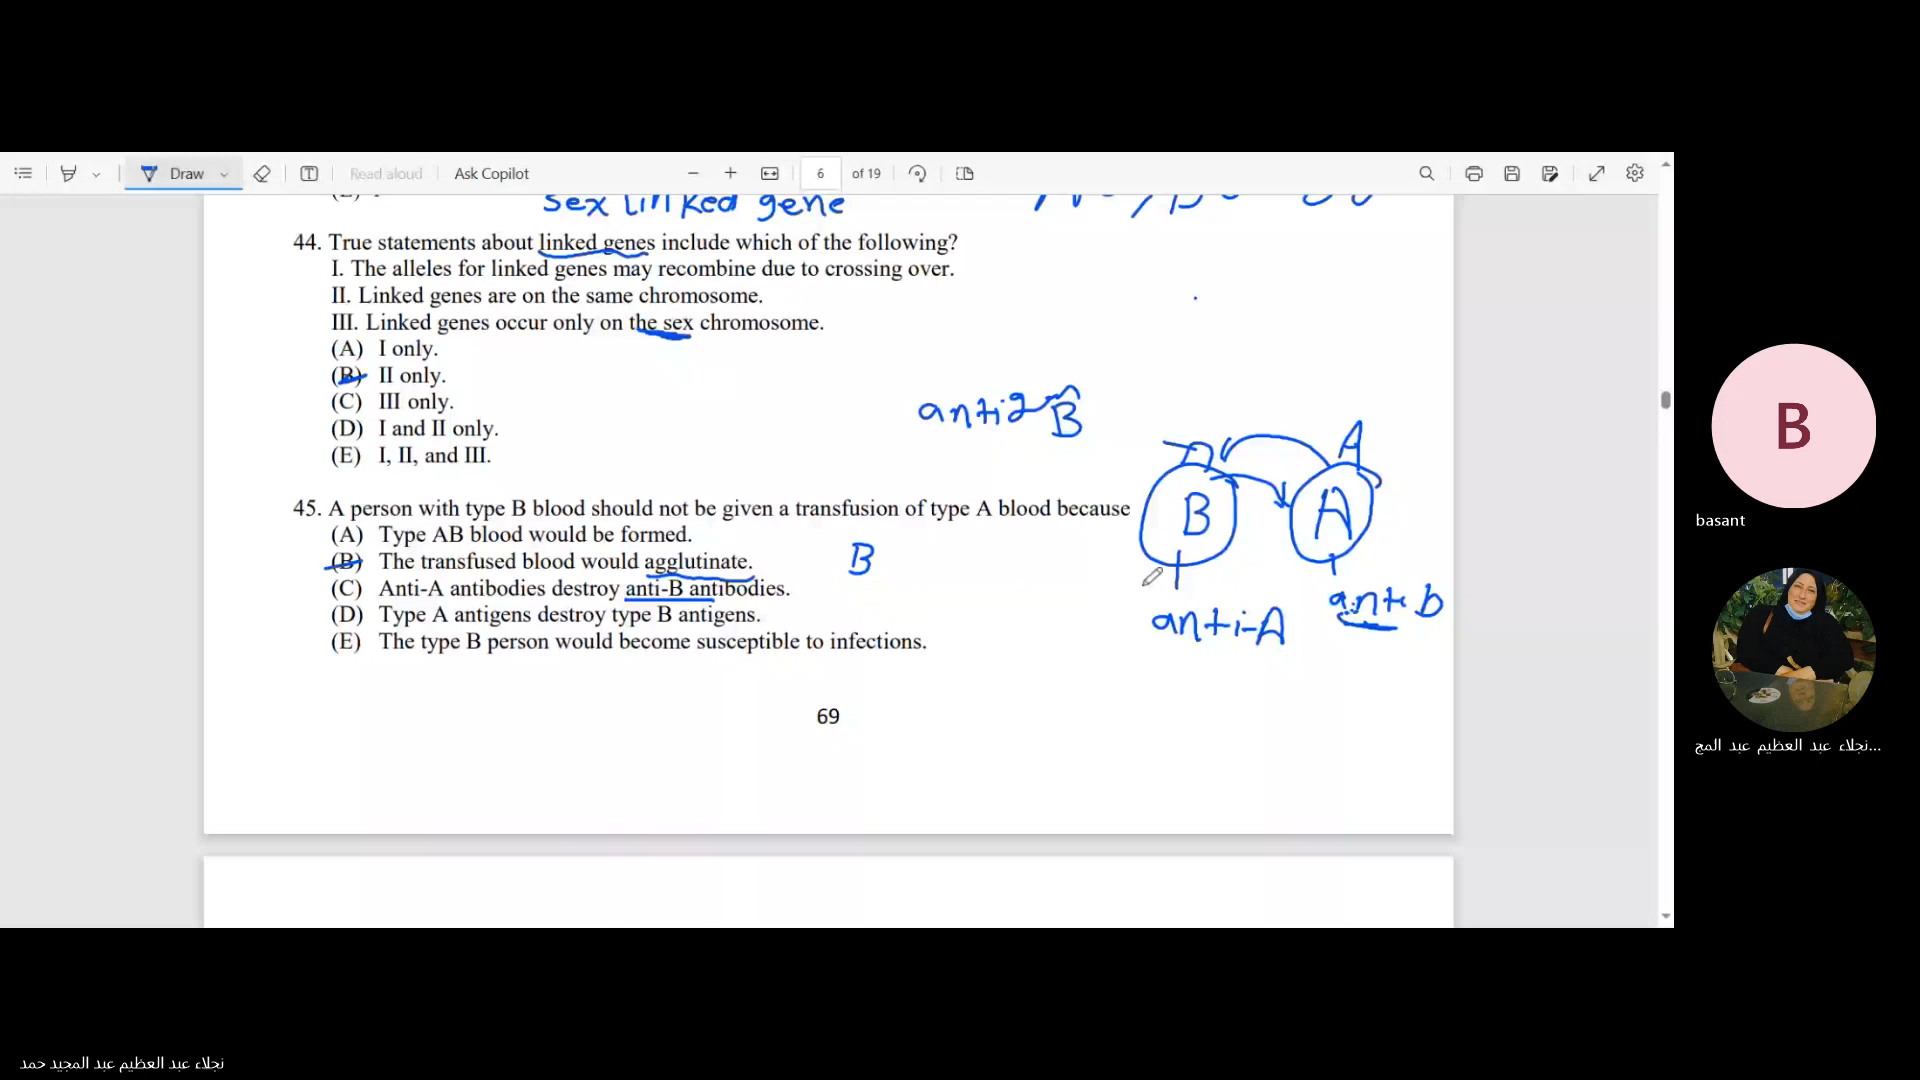 Draw
Read aloud
Ask Copilot
6
of 19
sex linked gene
44. True statements about linked genes include which of the following?
I. The alleles for linked genes may recombine due to crossing over.
II. Linked genes are on the same chromosome.
III. Linked genes occur only on the sex chromosome.
(A) I only.
(B) II only.
(C) III only.
(D) I and II only.
(E) I, II, and III.
B
A
B
A
45. A person with type B blood should not be given a transfusion of type A blood because
(A) Type AB blood would be formed.
(B) The transfused blood would agglutinate.
B
(C) Anti-A antibodies destroy anti-B antibodies.
(D) Type A antigens destroy type B antigens.
anti-A
(E) The type B person would become susceptible to infections.
69
B
basant
نجلاء عبد العظيم عبد المج...
نجلاء عبد العظيم عبد المجيد حمد